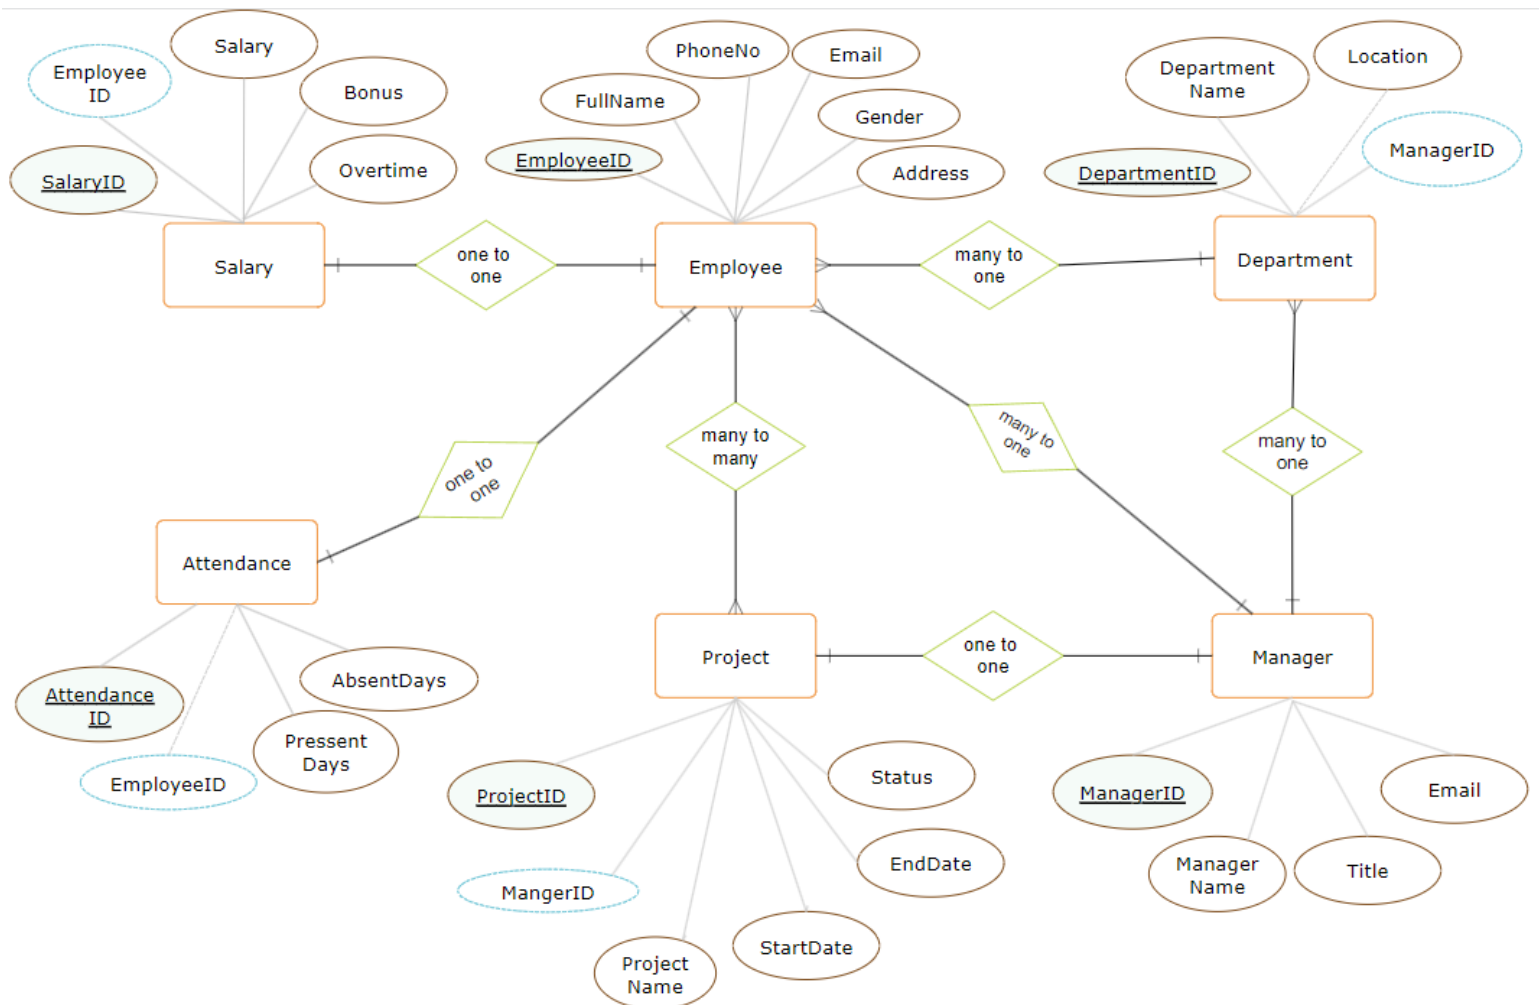 Salary
Employee
ID
Bonus
Overtime
SalaryID
Salary
one to
one
PhoneNo
Email
FullName
Gender
EmployeeID
Address
Employee
many to
one
Department
Name
Location
ManagerID
DepartmentID
Department
one to
one
many to
many
many to
one
many to
one
Attendance
AbsentDays
Attendance
ID
Pressent
Days
EmployeeID
Project
one to
one
Manager
Status
ProjectID
EndDate
MangerID
StartDate
Project
Name
ManagerID
Email
Manager
Name
Title